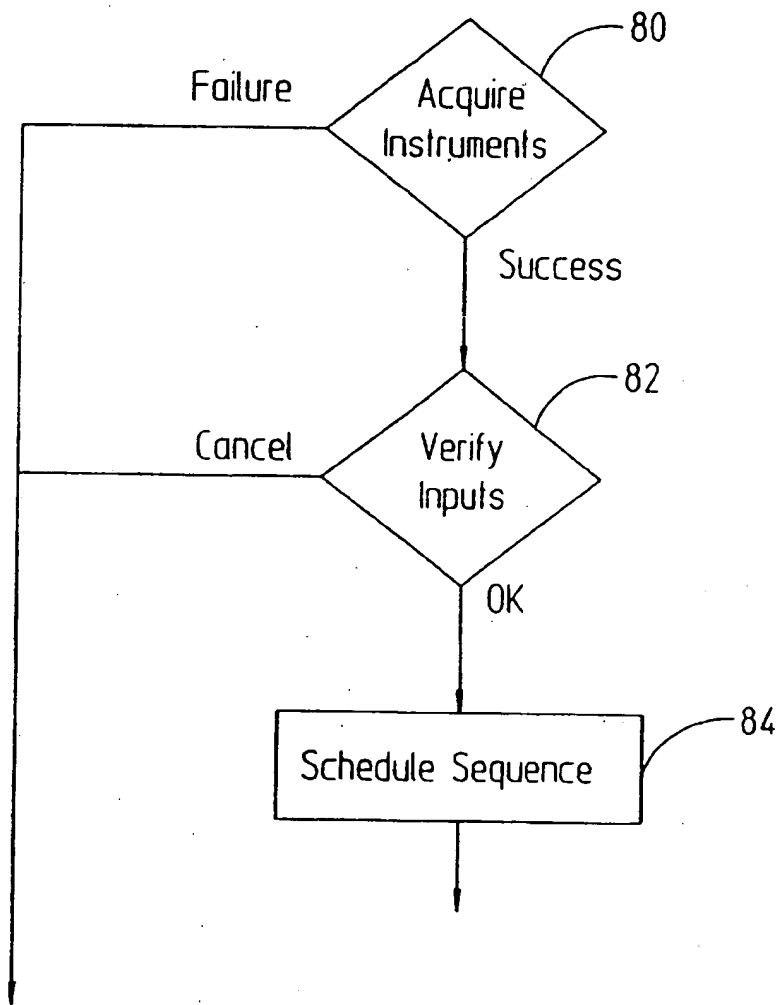 80
Failure
Acquire
Instruments
Success
82
Cancel
Verify
Inputs
OK
84
Schedule Sequence